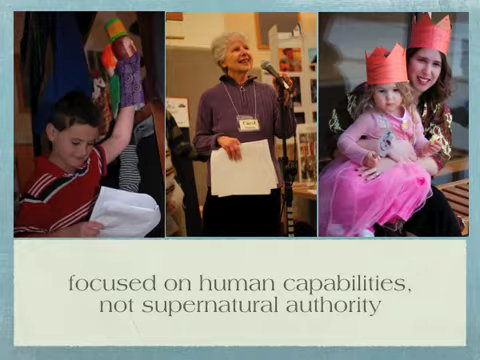 focused on human capabilities,
not supernatural authority